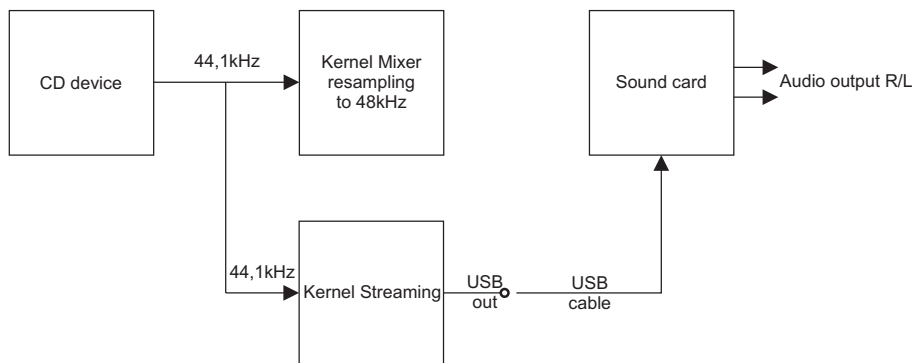 44,1kHz
CD device
Kernel Mixer
resampling
to 48kHz
Sound card
Audio output R/L
44,1kHz
Kernel Streaming
USB
out
USB
cable